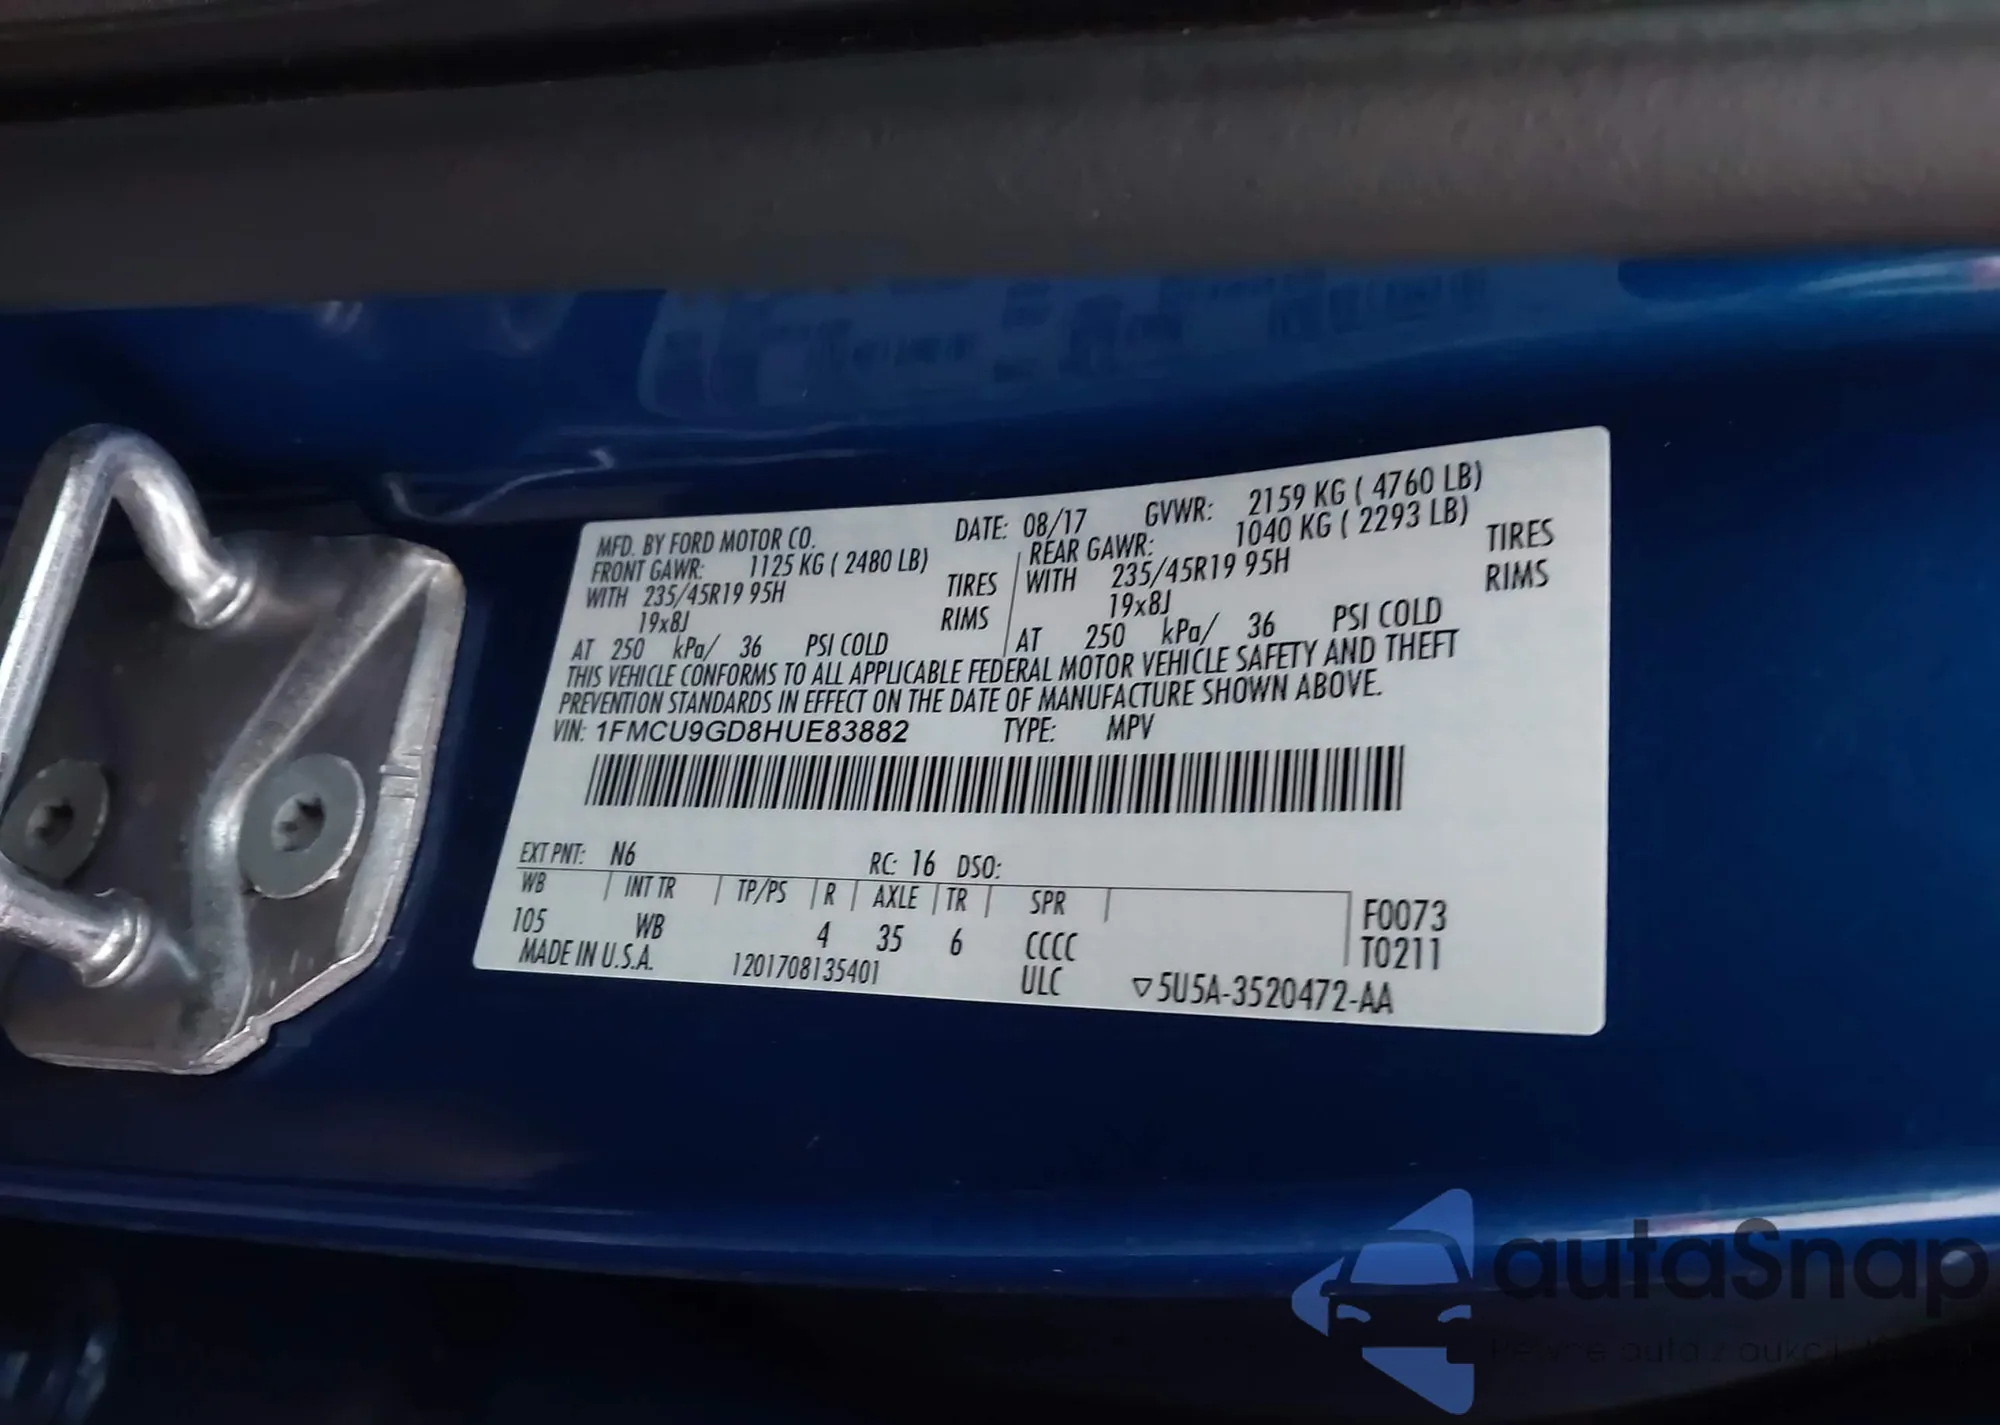 MFD. BY FORD MOTOR CO. DATE: 08/17 GVWR: 2159 KG ( 4760 LB)
FRONT GAWR: 1125 KG ( 2480 LB) REAR GAWR: 1040 KG ( 2293 LB)
WITH 235/45R19 95H TIRES WITH 235/45R19 95H TIRES
19x8J RIMS 19x8J RIMS
AT 250 kPa/ 36 PSI COLD AT 250 kPa/ 36 PSI COLD
THIS VEHICLE CONFORMS TO ALL APPLICABLE FEDERAL MOTOR VEHICLE SAFETY AND THEFT
PREVENTION STANDARDS IN EFFECT ON THE DATE OF MANUFACTURE SHOWN ABOVE.
VIN: 1FMCU9GD8HUE83882 TYPE: MPV
EXT PNT: N6 RC: 16 DSO:
WB INT TR TP/PS R AXLE TR SPR F0073
105 WB 4 35 6 CCCC T0211
MADE IN U.S.A. 1201708135401 ULC ▽5U5A-3520472-AA
autaSnap
auta z aukcji